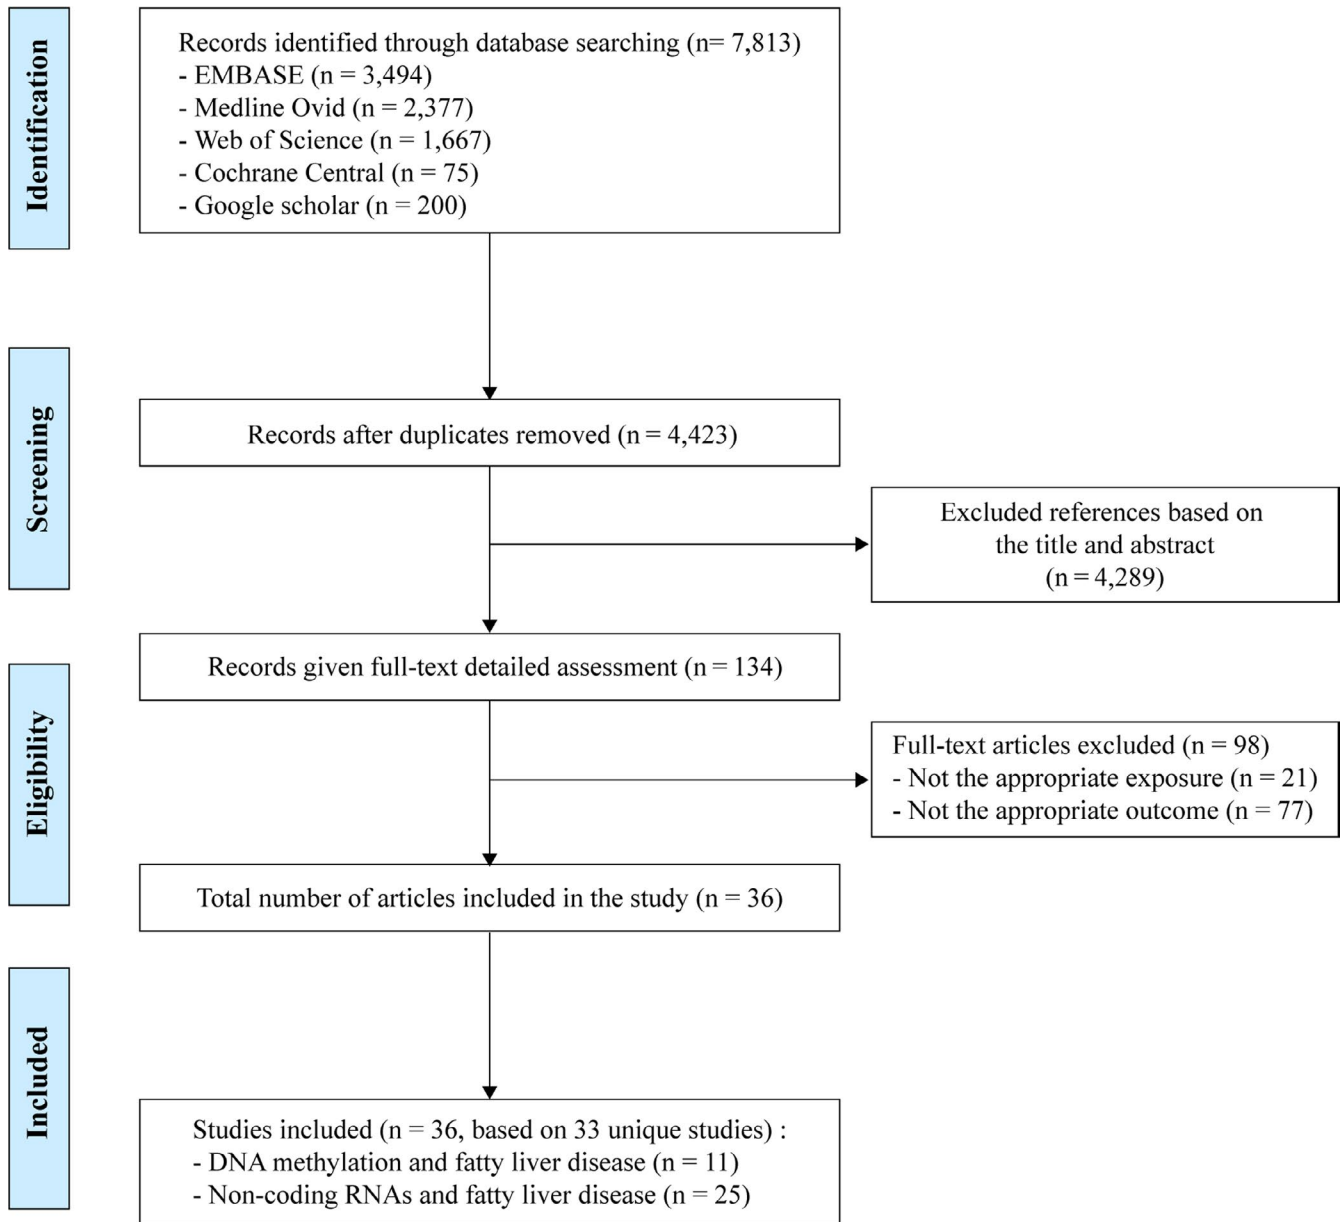 Identification
Records identified through database searching (n= 7,813)
- EMBASE (n = 3,494)
- Medline Ovid (n = 2,377)
- Web of Science (n = 1,667)
- Cochrane Central (n = 75)
- Google scholar (n = 200)
Screening
Records after duplicates removed (n = 4,423)
Excluded references based on
the title and abstract
(n = 4,289)
Eligibility
Records given full-text detailed assessment (n = 134)
Full-text articles excluded (n = 98)
- Not the appropriate exposure (n = 21)
- Not the appropriate outcome (n = 77)
Total number of articles included in the study (n = 36)
Included
Studies included (n = 36, based on 33 unique studies) :
- DNA methylation and fatty liver disease (n = 11)
- Non-coding RNAs and fatty liver disease (n = 25)